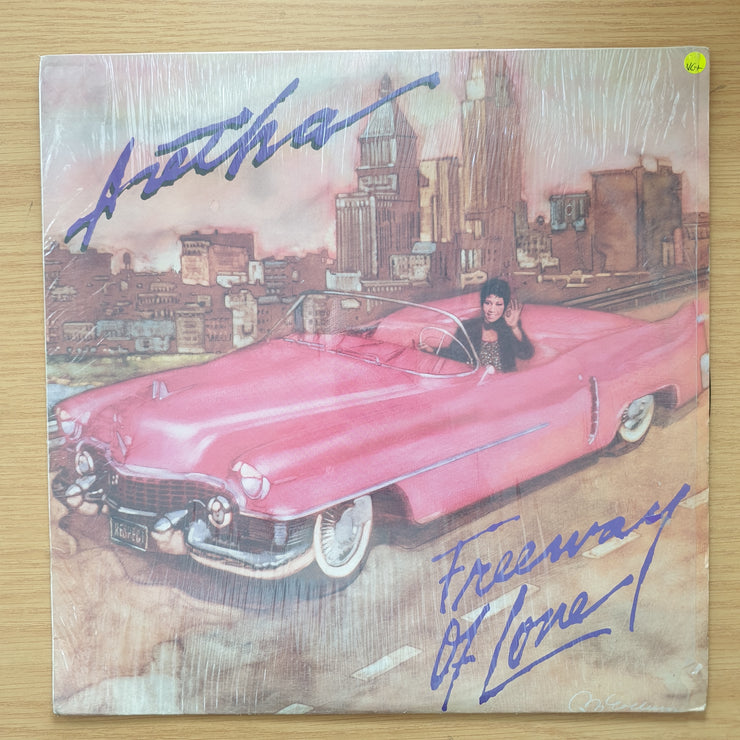 Aretha
VG+
Freeway
Of Love